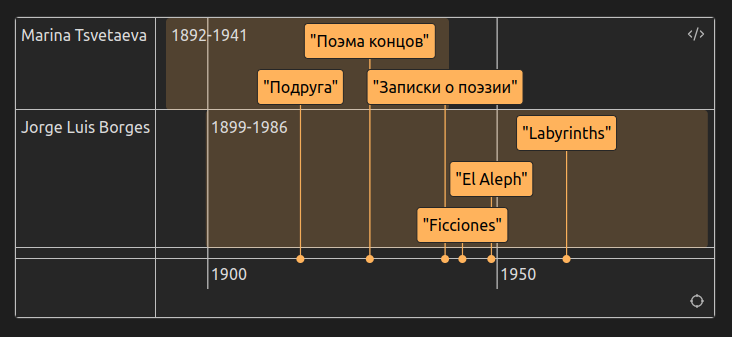 Marina Tsvetaeva
1892-1941
"Поэма концов"
</>
"Подруга"
"Записки о поэзии"
Jorge Luis Borges
1899-1986
"Labyrinths"
"El Aleph"
"Ficciones"
1900
1950